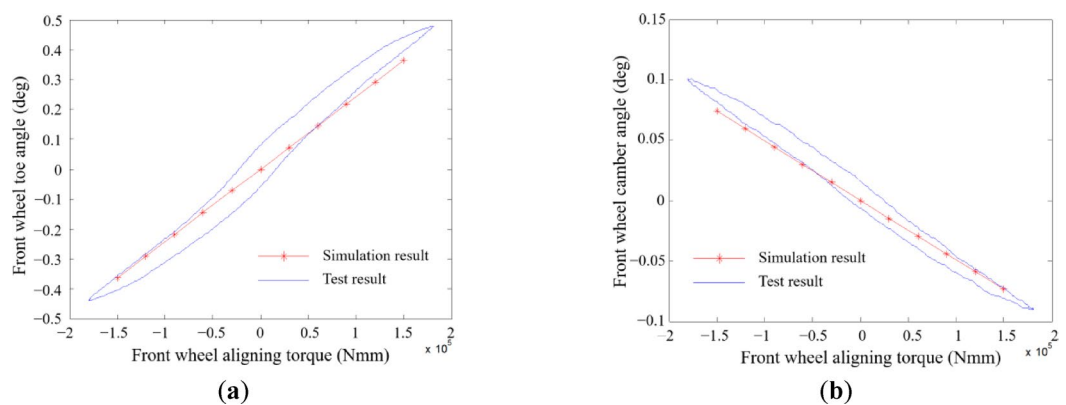 0.5
0.4
0.3
0.2
0.1
0
−0.1
−0.2
−0.3
−0.4
−0.5
Front wheel toe angle (deg)
Simulation result
Test result
−2 −1.5 −1 −0.5 0 0.5 1 1.5 2
x 10⁵
Front wheel aligning torque (Nmm)
(a)
0.15
0.1
0.05
0
−0.05
−0.1
Front wheel camber angle (deg)
Simulation result
Test result
−2 −1.5 −1 −0.5 0 0.5 1 1.5 2
x 10⁵
Front wheel aligning torque (Nmm)
(b)